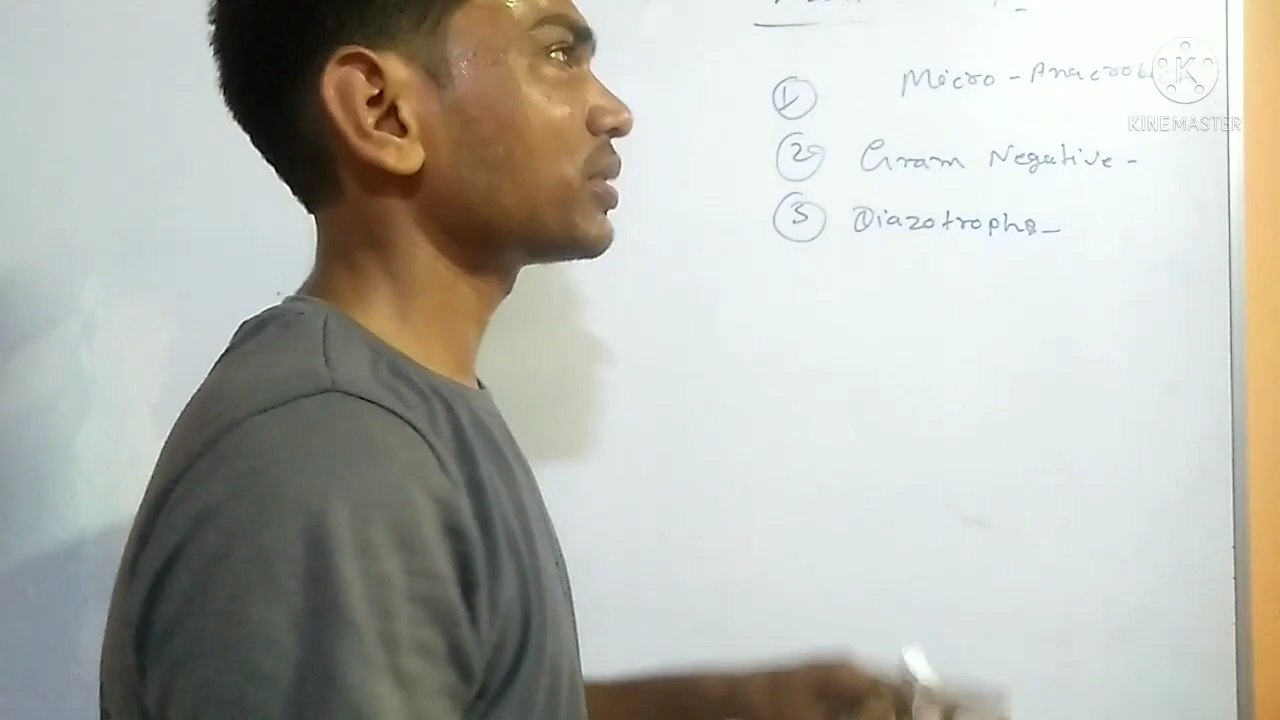 ① Micro - Anaerob
② Gram Negative -
③ Diazotrophs -
K
KINEMASTER